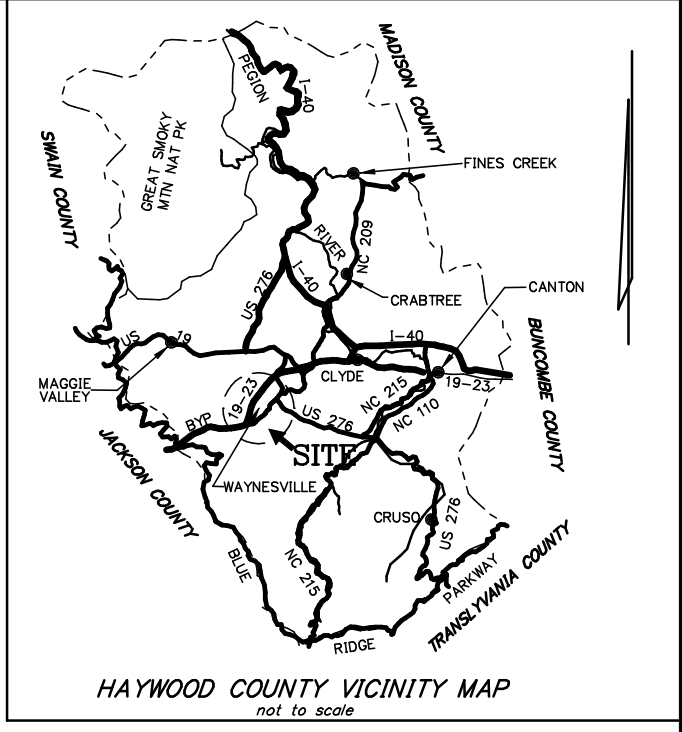 MADISON COUNTY
PEGION
I-40
GREAT SMOKY
MTN NAT PK
SWAIN COUNTY
FINES CREEK
RIVER
NC 209
US 276
I-40
CRABTREE
CANTON
US 19
I-40
BUNCOMBE COUNTY
MAGGIE
VALLEY
CLYDE
19-23
19-23
NC 215
NC 110
BYP
US 276
JACKSON COUNTY
SITE
WAYNESVILLE
CRUSO
US 276
NC 215
BLUE
PARKWAY
TRANSLYVANIA COUNTY
RIDGE
HAYWOOD COUNTY VICINITY MAP
not to scale